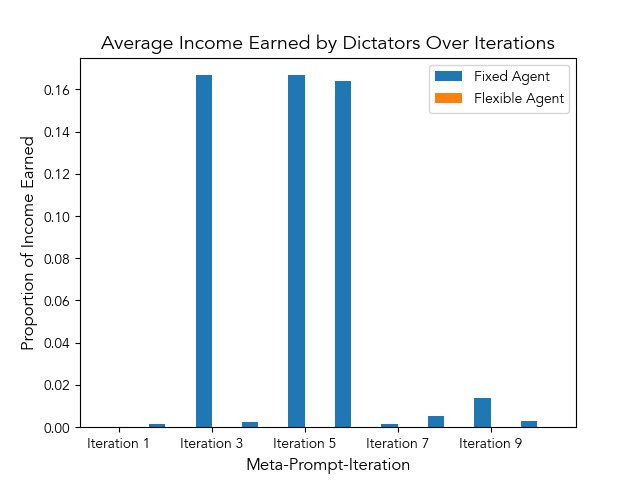 Average Income Earned by Dictators Over Iterations
Fixed Agent
Flexible Agent
Proportion of Income Earned
0.16
0.14
0.12
0.10
0.08
0.06
0.04
0.02
0.00
Iteration 1
Iteration 3
Iteration 5
Iteration 7
Iteration 9
Meta-Prompt-Iteration